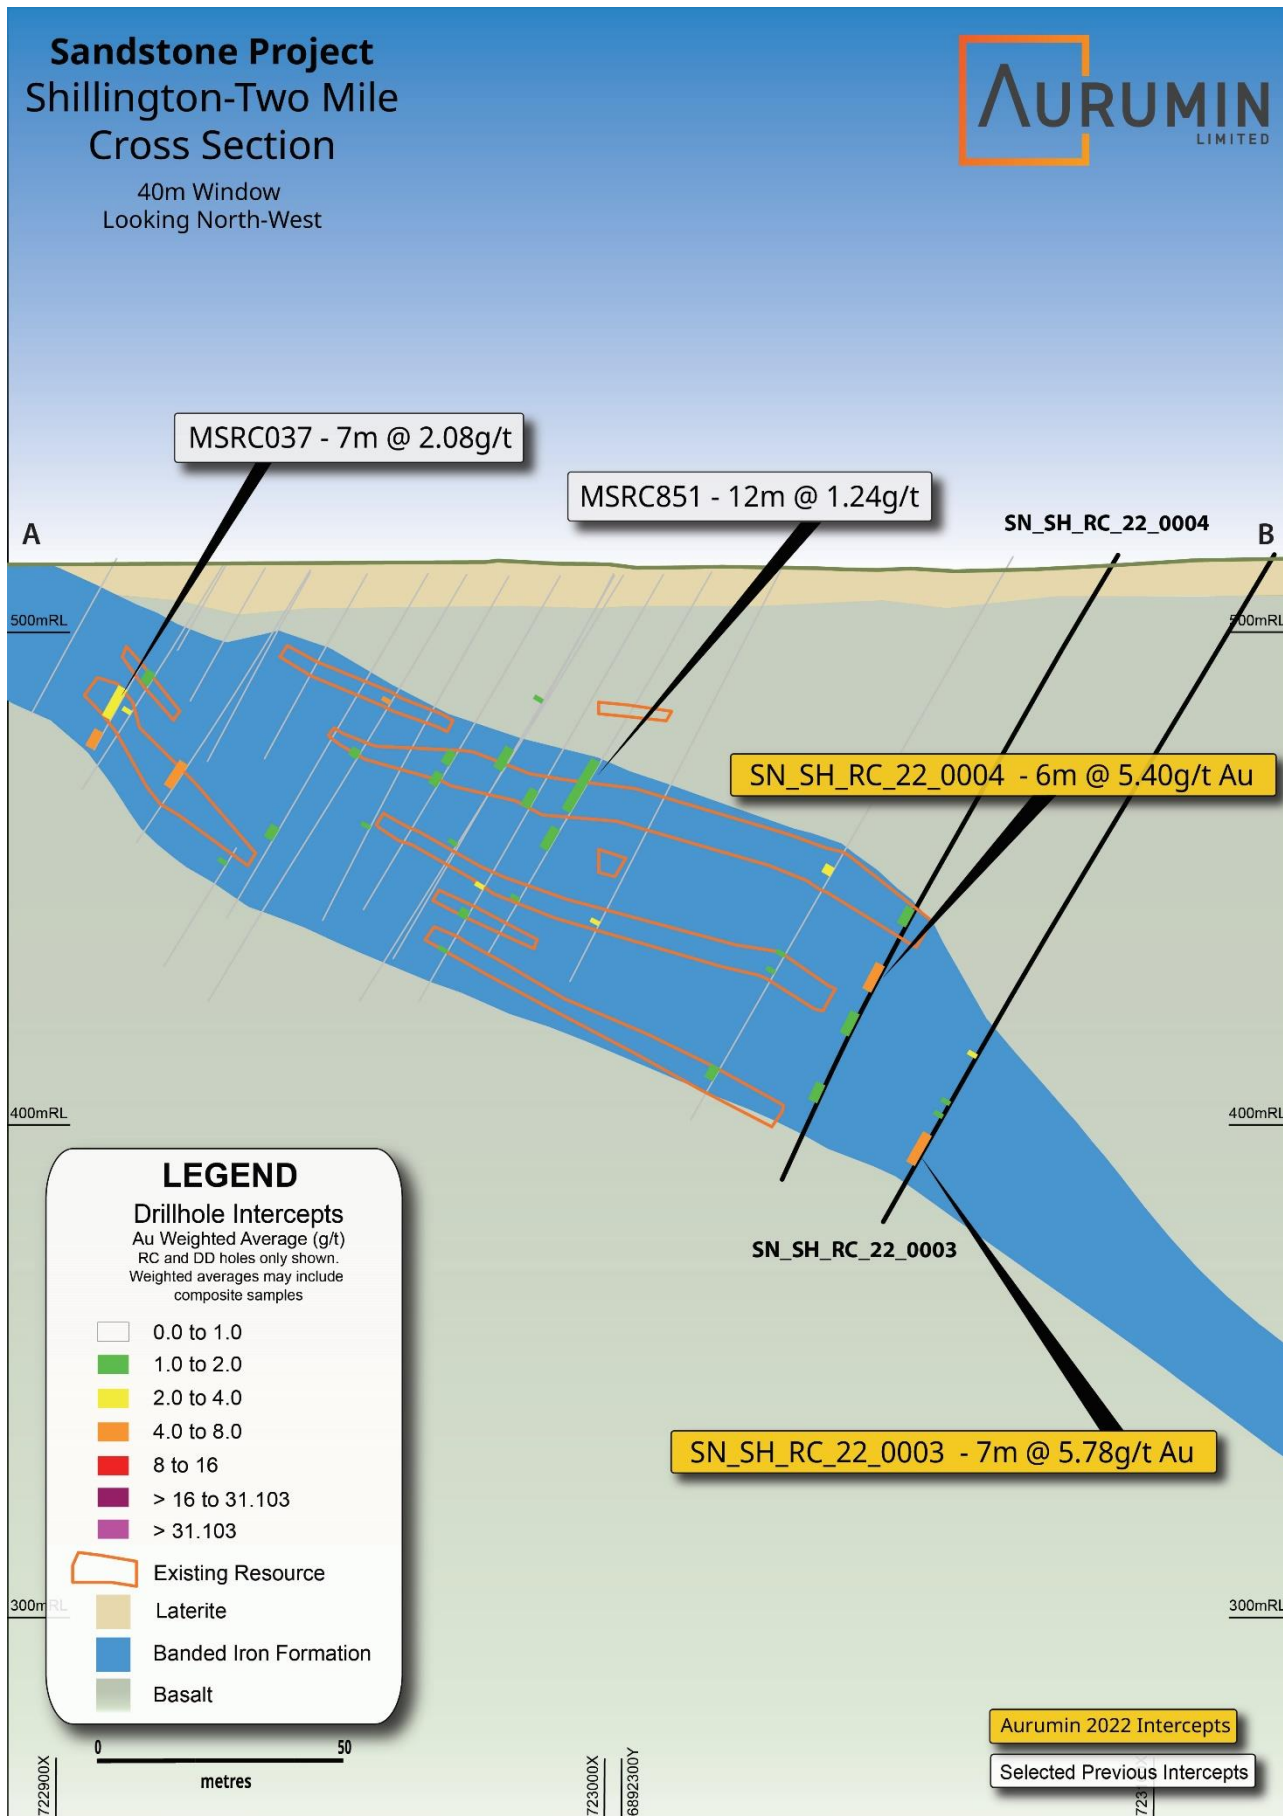 Sandstone Project
Shillington-Two Mile
Cross Section
40m Window
Looking North-West
AURUMIN
LIMITED
MSRC037 - 7m @ 2.08g/t
MSRC851 - 12m @ 1.24g/t
SN_SH_RC_22_0004
A
B
500mRL
500mRL
SN_SH_RC_22_0004 - 6m @ 5.40g/t Au
400mRL
400mRL
SN_SH_RC_22_0003
SN_SH_RC_22_0003 - 7m @ 5.78g/t Au
LEGEND
Drillhole Intercepts
Au Weighted Average (g/t)
RC and DD holes only shown.
Weighted averages may include
composite samples
0.0 to 1.0
1.0 to 2.0
2.0 to 4.0
4.0 to 8.0
8 to 16
> 16 to 31.103
> 31.103
Existing Resource
Laterite
Banded Iron Formation
Basalt
300mRL
300mRL
0 50
metres
Aurumin 2022 Intercepts
Selected Previous Intercepts
722900X
723000X
6892300Y